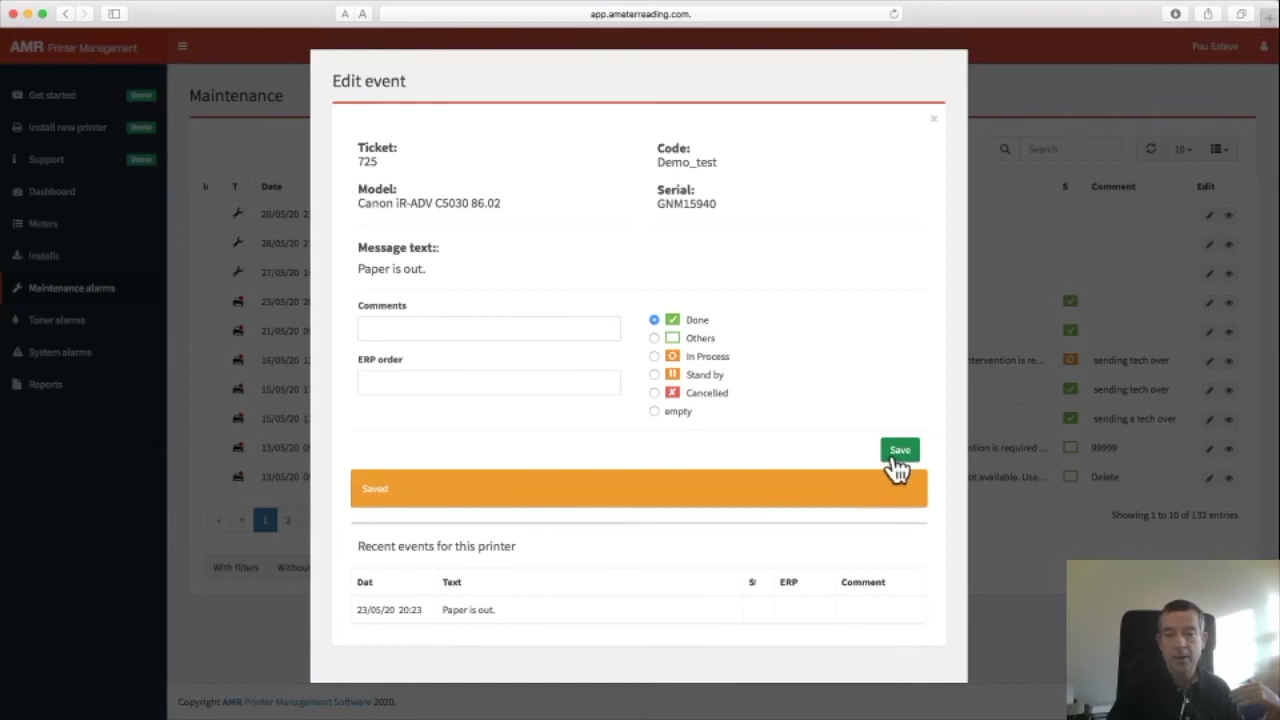 A A
app.ameterreading.com.
AMR Printer Management
Pau Esteve
Get started Demo
Install new printer Demo
Support Demo
Dashboard
Meters
Installs
Maintenance alarms
Toner alarms
System alarms
Reports
Maintenance
Search
10
T Date S Comment Edit
28/05/20
28/05/20
27/05/20
23/05/20
21/05/20
16/05/20 intervention is re... sending tech over
15/05/20 sending tech over
15/05/20 sending a tech over
13/05/20 is required 99999
13/05/20 not available. Use... Delete
« < 1 2
Showing 1 to 10 of 132 entries
With filters
Edit event
×
Ticket:
725
Code:
Demo_test
Model:
Canon iR-ADV C5030 86.02
Serial:
GNM15940
Message text::
Paper is out.
Comments
ERP order
Done
Others
In Process
Stand by
Cancelled
empty
Save
Saved
Recent events for this printer
Dat Text ERP Comment
23/05/20 20:23 Paper is out.
Copyright AMR Printer Management Software 2020.